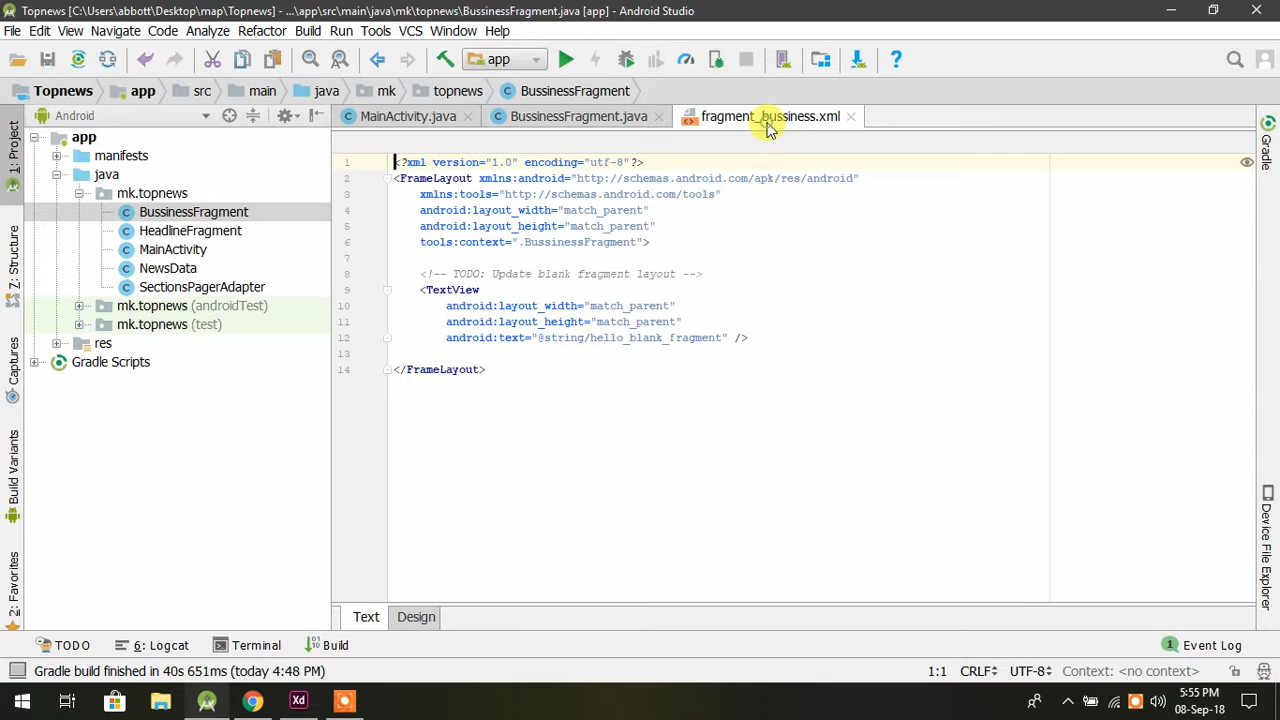 Topnews [C:\Users\abbott\Desktop\map\Topnews] - ...\app\src\main\java\mk\topnews\BussinessFragment.java [app] - Android Studio
File Edit View Navigate Code Analyze Refactor Build Run Tools VCS Window Help
app
Topnews app src main java mk topnews BussinessFragment
Android
MainActivity.java BussinessFragment.java fragment_bussiness.xml
app
manifests
java
mk.topnews
BussinessFragment
HeadlineFragment
MainActivity
NewsData
SectionsPagerAdapter
mk.topnews (androidTest)
mk.topnews (test)
res
Gradle Scripts
1 <?xml version="1.0" encoding="utf-8"?>
2 <FrameLayout xmlns:android="http://schemas.android.com/apk/res/android"
3 xmlns:tools="http://schemas.android.com/tools"
4 android:layout_width="match_parent"
5 android:layout_height="match_parent"
6 tools:context=".BussinessFragment">
7
8 <!-- TODO: Update blank fragment layout -->
9 <TextView
10 android:layout_width="match_parent"
11 android:layout_height="match_parent"
12 android:text="@string/hello_blank_fragment" />
13
14 </FrameLayout>
1: Project
Z: Structure
Captures
Build Variants
2: Favorites
Gradle
Device File Explorer
Text Design
TODO 6: Logcat Terminal Build 1 Event Log
Gradle build finished in 40s 651ms (today 4:48 PM) 1:1 CRLF UTF-8 Context: <no context>
Xd
5:55 PM
08-Sep-18